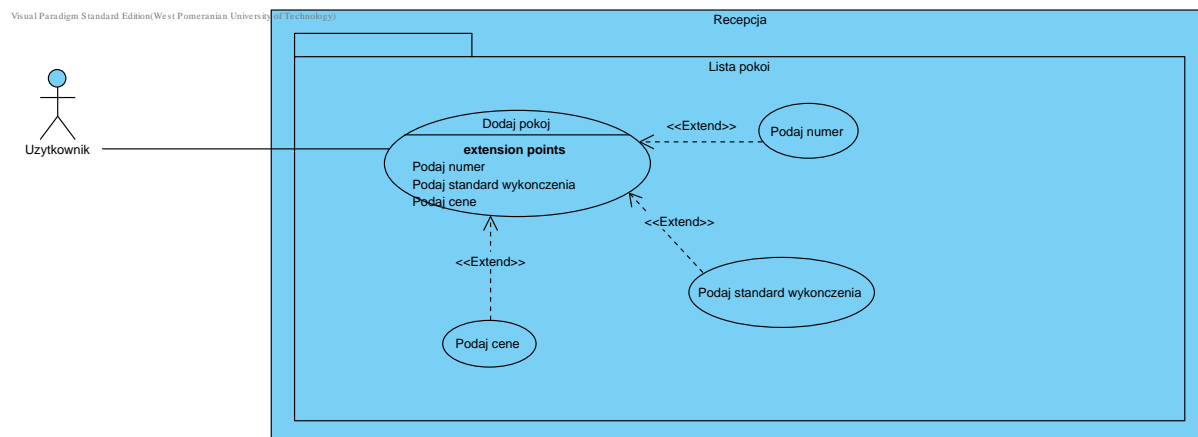 Visual Paradigm Standard Edition(West Pomeranian University of Technology)
Recepcja
Lista pokoi
Uzytkownik
Dodaj pokoj
extension points
Podaj numer
Podaj standard wykonczenia
Podaj cene
<<Extend>>
Podaj numer
<<Extend>>
Podaj standard wykonczenia
<<Extend>>
Podaj cene